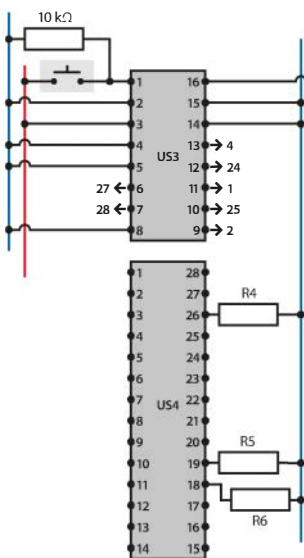 10 kΩ
1 16
2 15
3 14
4 13 → 4
5 12 → 24
US3
27 ← 6 11 → 1
28 ← 7 10 → 25
8 9 → 2
1 28
2 27
3 26 R4
4 25
5 24
6 23
7 22
US4
8 21
9 20
10 19 R5
11 18
12 17 R6
13 16
14 15